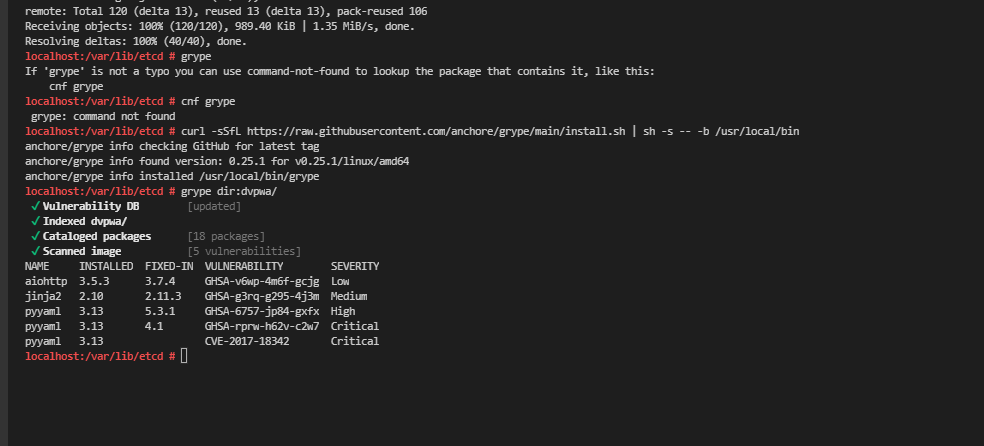 remote: Total 120 (delta 13), reused 13 (delta 13), pack-reused 106
Receiving objects: 100% (120/120), 989.40 KiB | 1.35 MiB/s, done.
Resolving deltas: 100% (40/40), done.
localhost:/var/lib/etcd # grype
If 'grype' is not a typo you can use command-not-found to lookup the package that contains it, like this:
    cnf grype
localhost:/var/lib/etcd # cnf grype
 grype: command not found
localhost:/var/lib/etcd # curl -sSfL https://raw.githubusercontent.com/anchore/grype/main/install.sh | sh -s -- -b /usr/local/bin
anchore/grype info checking GitHub for latest tag
anchore/grype info found version: 0.25.1 for v0.25.1/linux/amd64
anchore/grype info installed /usr/local/bin/grype
localhost:/var/lib/etcd # grype dir:dvpwa/
 ✓ Vulnerability DB        [updated]
 ✓ Indexed dvpwa/
 ✓ Cataloged packages      [18 packages]
 ✓ Scanned image           [5 vulnerabilities]
NAME     INSTALLED  FIXED-IN  VULNERABILITY        SEVERITY
aiohttp  3.5.3      3.7.4     GHSA-v6wp-4m6f-gcjg  Low
jinja2   2.10       2.11.3    GHSA-g3rq-g295-4j3m  Medium
pyyaml   3.13       5.3.1     GHSA-6757-jp84-gxfx  High
pyyaml   3.13       4.1       GHSA-rprw-h62v-c2w7  Critical
pyyaml   3.13                 CVE-2017-18342       Critical
localhost:/var/lib/etcd #